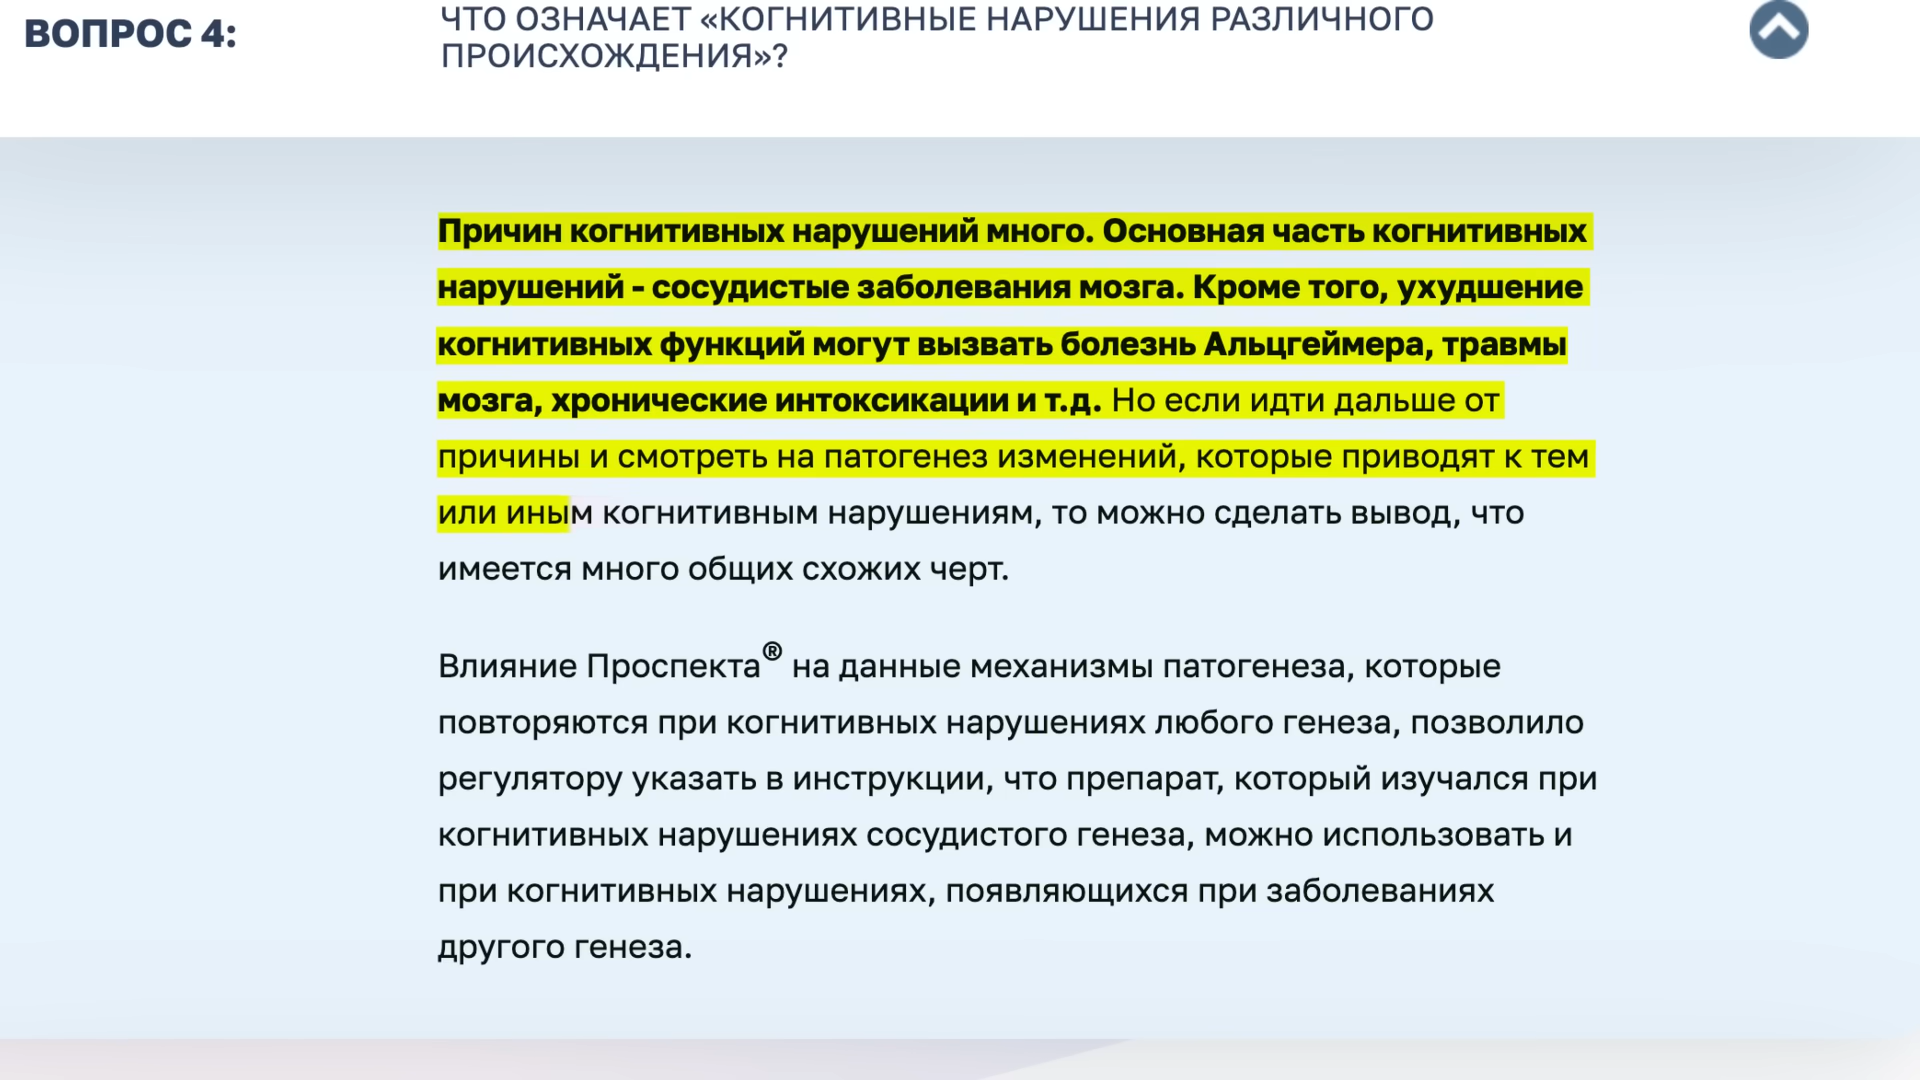 ВОПРОС 4:
ЧТО ОЗНАЧАЕТ «КОГНИТИВНЫЕ НАРУШЕНИЯ РАЗЛИЧНОГО
ПРОИСХОЖДЕНИЯ»?
Причин когнитивных нарушений много. Основная часть когнитивных
нарушений - сосудистые заболевания мозга. Кроме того, ухудшение
когнитивных функций могут вызвать болезнь Альцгеймера, травмы
мозга, хронические интоксикации и т.д. Но если идти дальше от
причины и смотреть на патогенез изменений, которые приводят к тем
или иным когнитивным нарушениям, то можно сделать вывод, что
имеется много общих схожих черт.
Влияние Проспекта® на данные механизмы патогенеза, которые
повторяются при когнитивных нарушениях любого генеза, позволило
регулятору указать в инструкции, что препарат, который изучался при
когнитивных нарушениях сосудистого генеза, можно использовать и
при когнитивных нарушениях, появляющихся при заболеваниях
другого генеза.